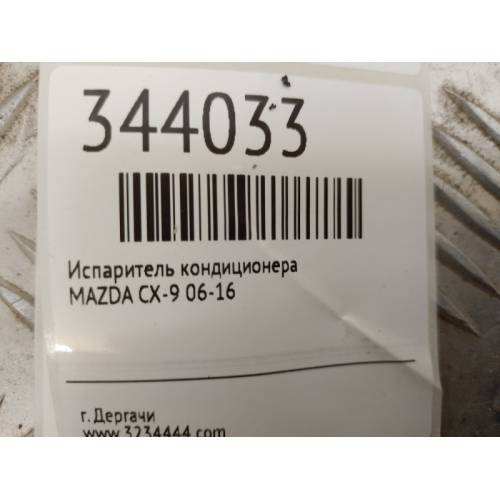 344033
Испаритель кондиционера
MAZDA CX-9 06-16
г. Дергачи
www.3234444.com